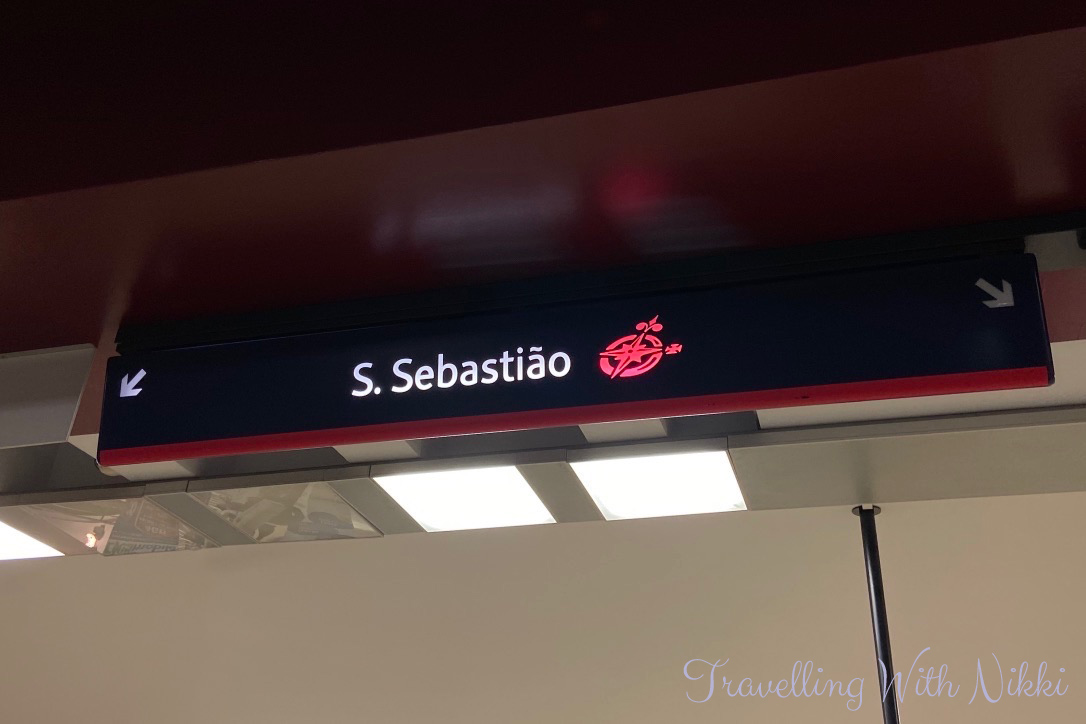 S. Sebastião
Travelling With Nikki